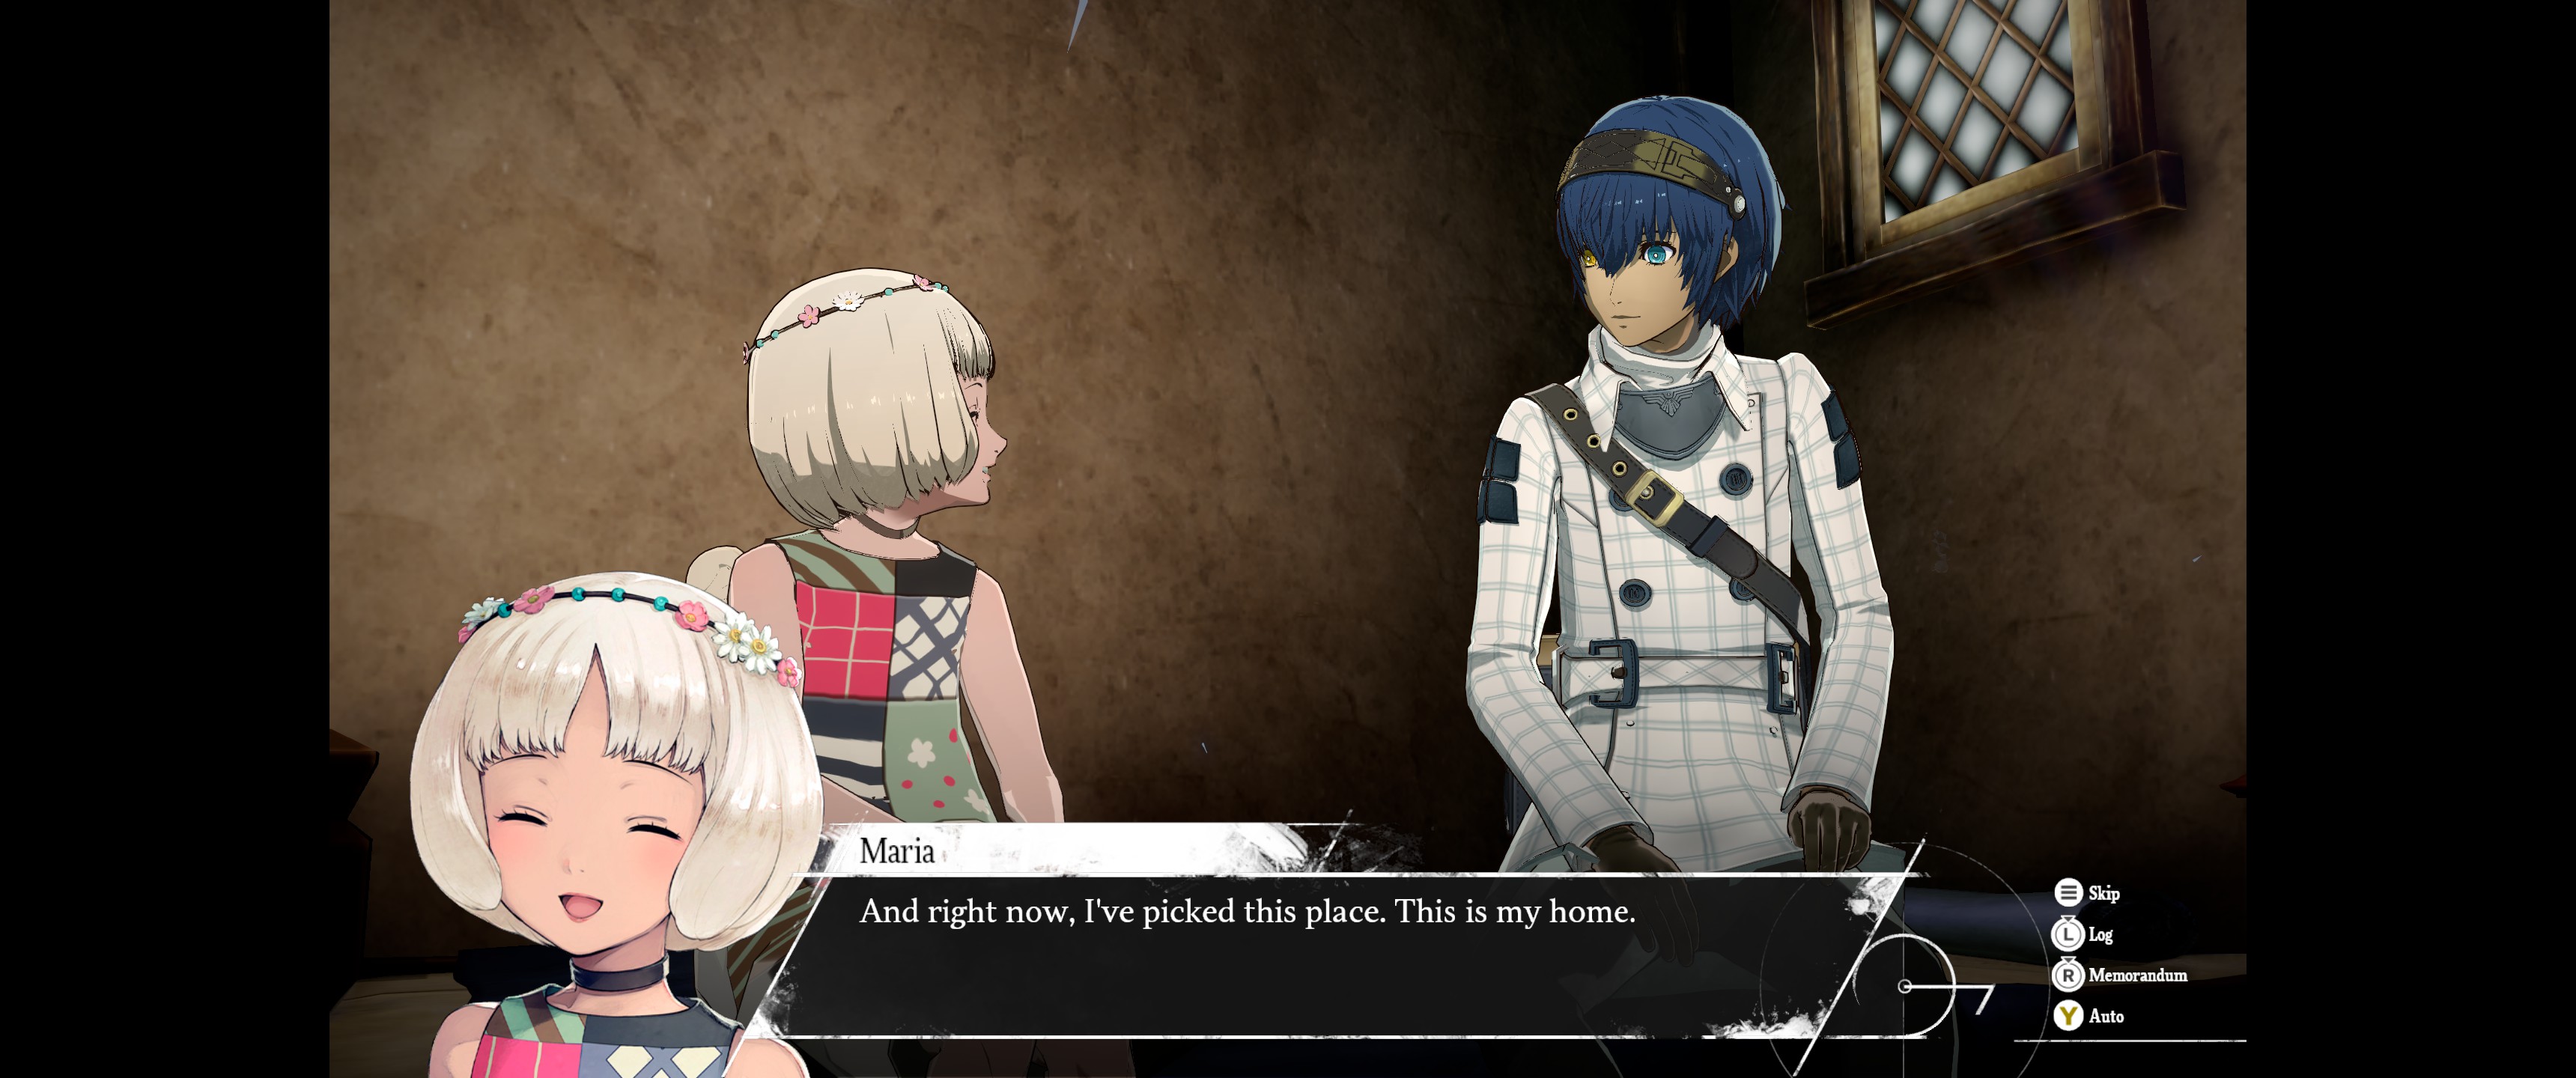 Maria
And right now, I've picked this place. This is my home.
Skip
L Log
R Memorandum
Y Auto